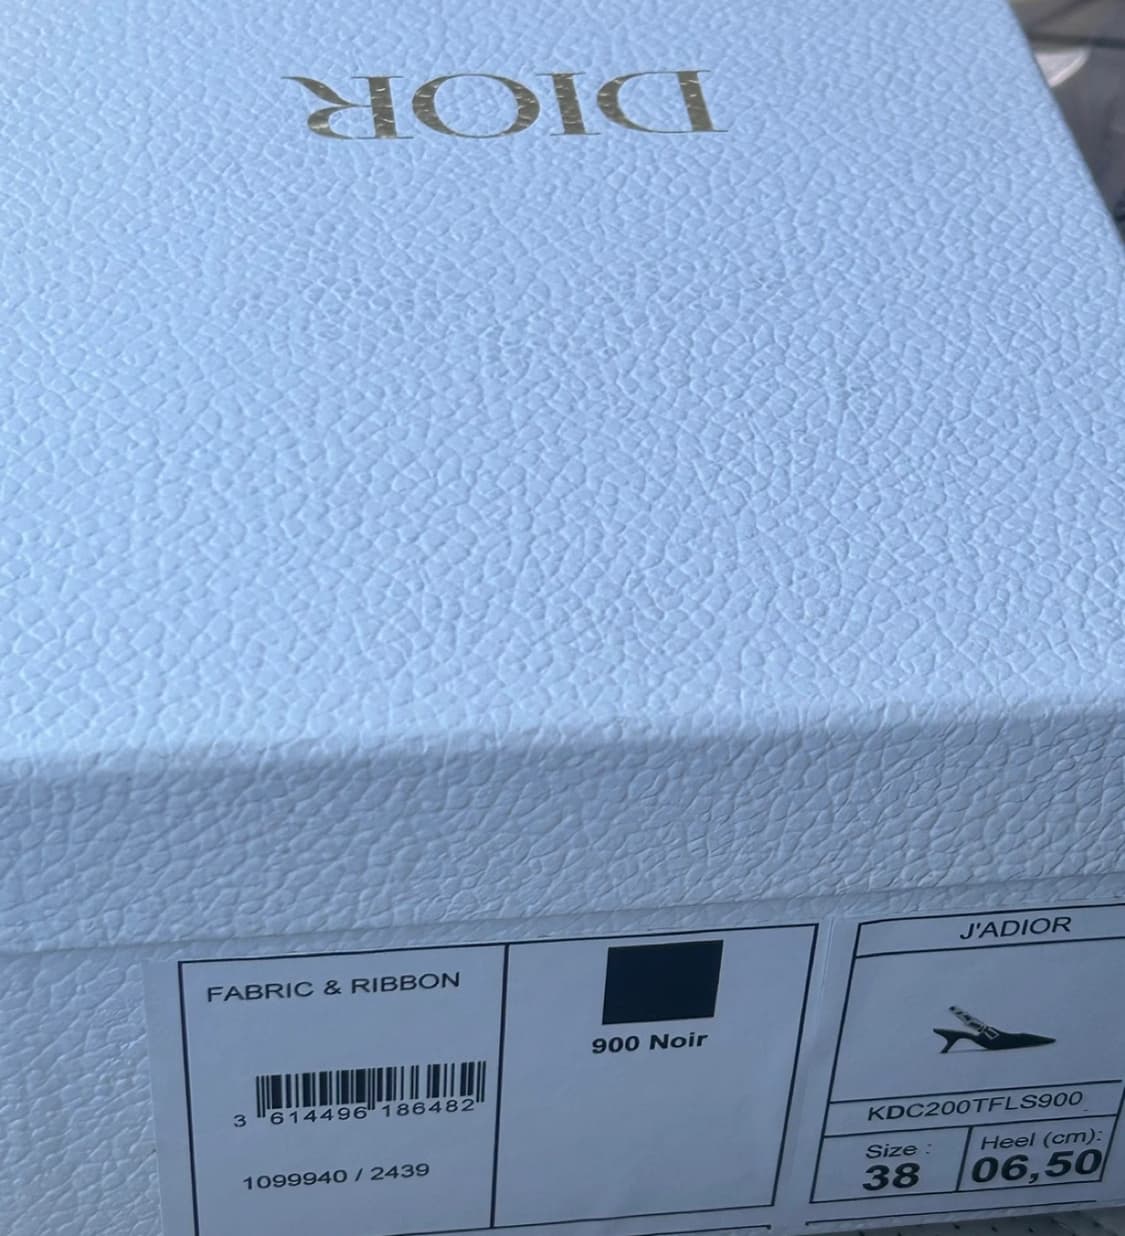 DIOR
FABRIC & RIBBON
3 614496 186482
1099940 / 2439
900 Noir
J'ADIOR
KDC200TFLS900
Size :
38
Heel (cm):
06,50